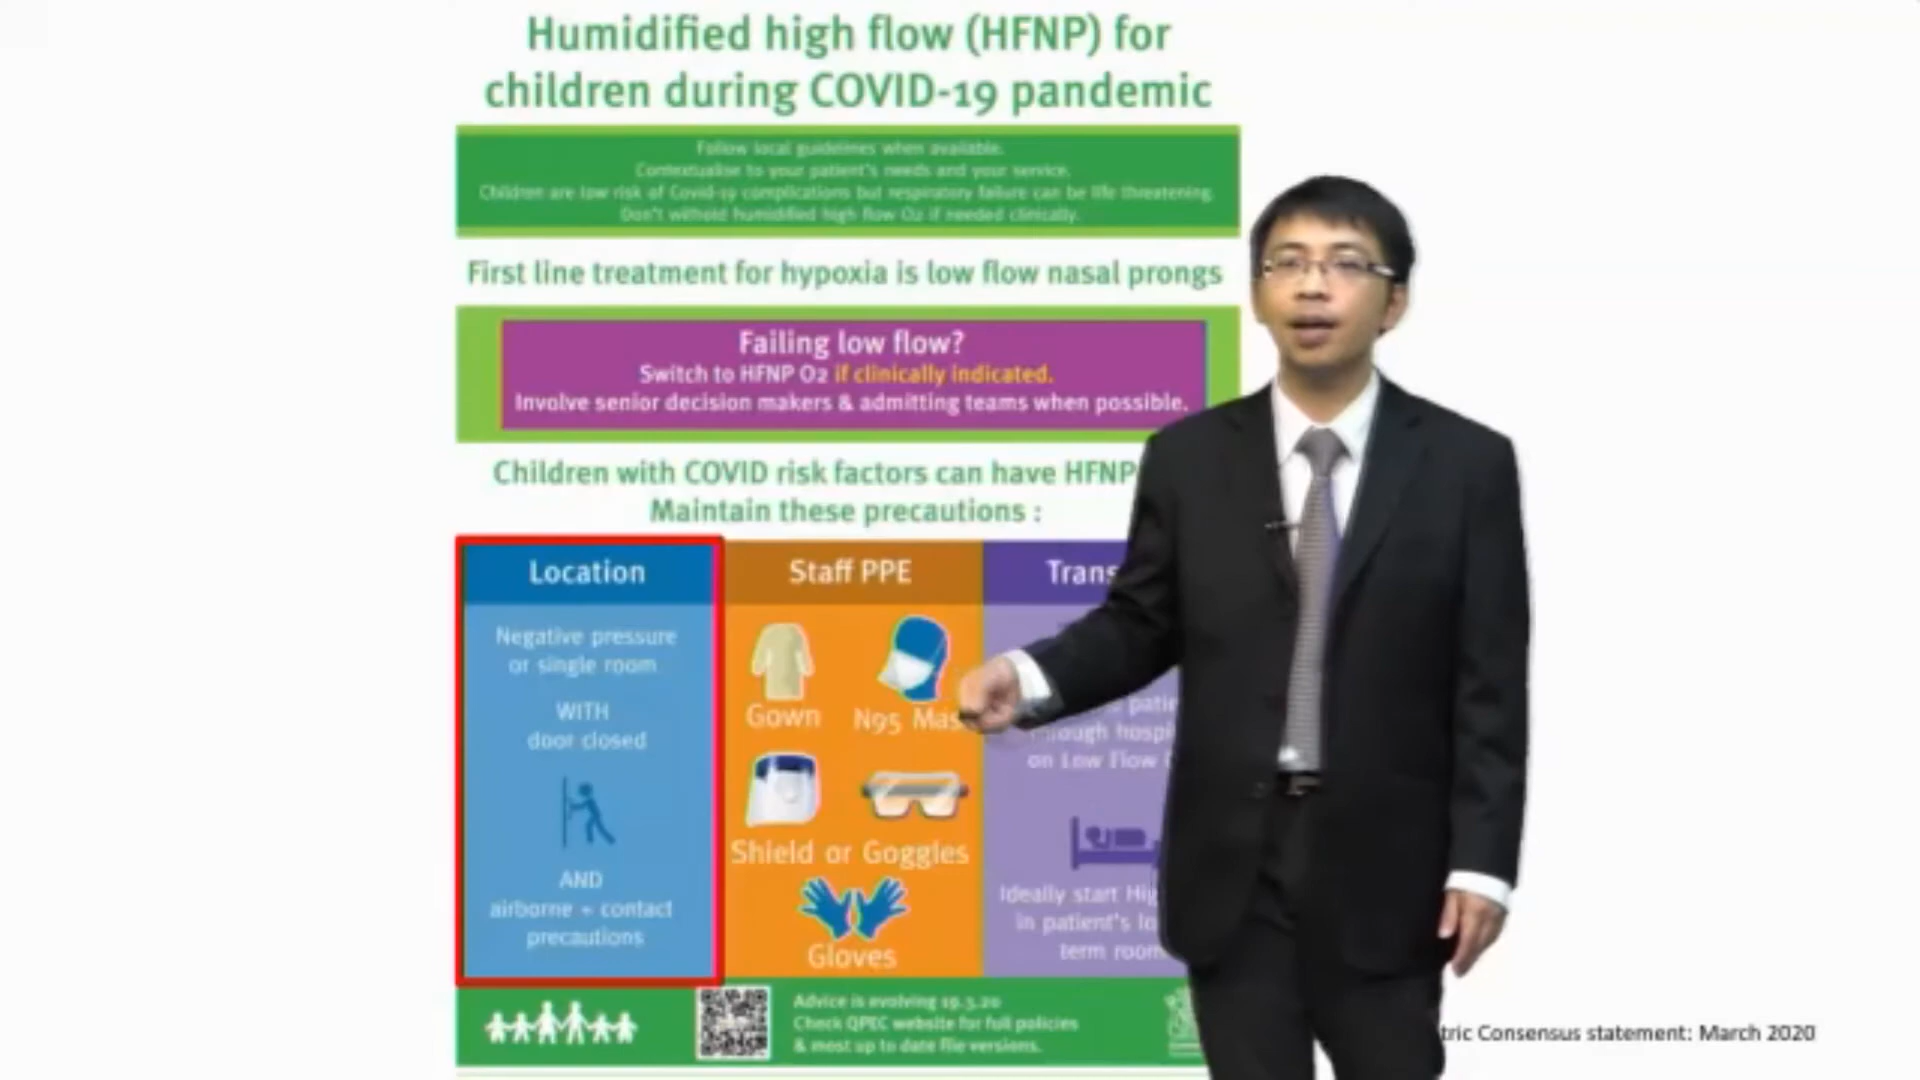 Humidified high flow (HFNP) for
children during COVID-19 pandemic
Follow local guidelines when available.
Contextualise to your patient's needs and your service.
Children are low risk of Covid-19 complications but respiratory failure can be life threatening.
Don't withold humidified high flow O2 if needed clinically.
First line treatment for hypoxia is low flow nasal prongs
Failing low flow?
Switch to HFNP O2 if clinically indicated.
Involve senior decision makers & admitting teams when possible.
Children with COVID risk factors can have HFNP
Maintain these precautions :
Location
Negative pressure
or single room
WITH
door closed
AND
airborne + contact
precautions
Staff PPE
Gown
N95 Mas
Shield or Goggles
Gloves
Trans
patie
hospi
on Low Flow
Ideally start Hig
in patient's lo
term room
Advice is evolving 19.3.20
Check QPEC website for full policies
& most up to date file versions.
tric Consensus statement: March 2020